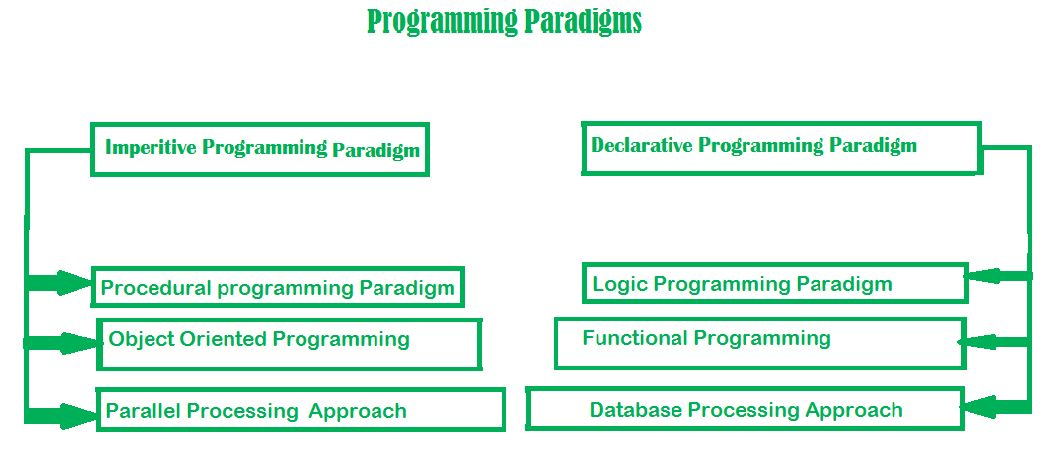 Programming Paradigms
Imperitive Programming Paradigm
Declarative Programming Paradigm
Procedural programming Paradigm
Logic Programming Paradigm
Object Oriented Programming
Functional Programming
Parallel Processing Approach
Database Processing Approach